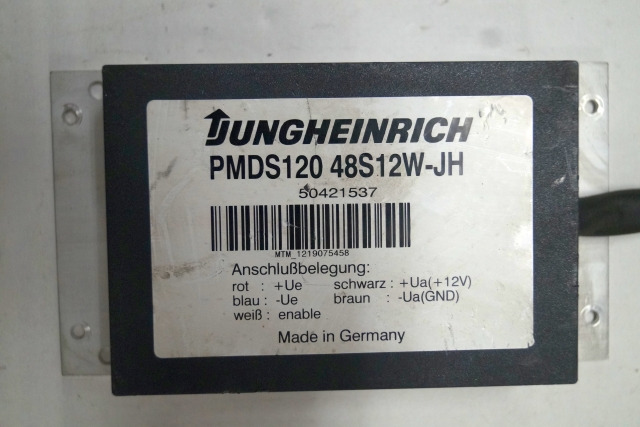 JUNGHEINRICH
PMDS120 48S12W-JH
50421537
MTM_1219075458
Anschlußbelegung:
rot : +Ue schwarz : +Ua(+12V)
blau : -Ue braun : -Ua(GND)
weiß : enable
Made in Germany